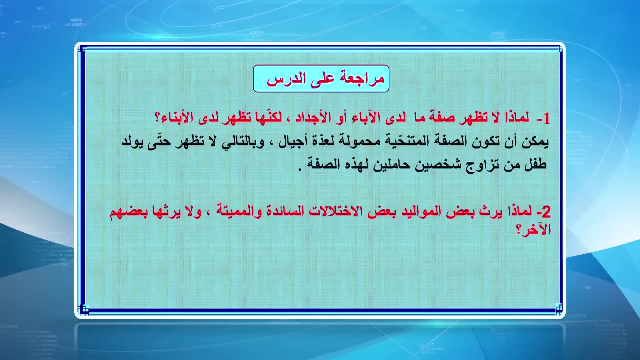 مراجعة على الدرس
1- لماذا لا تظهر صفة ما لدى الآباء أو الأجداد ، لكنّها تظهر لدى الأبناء؟
يمكن أن تكون الصفة المتنحّية محمولة لعدّة أجيال ، وبالتالي لا تظهر حتَّى يولد
طفل من تزاوج شخصين حاملين لهذه الصفة .
2- لماذا يرث بعض المواليد بعض الاختلالات السائدة والمميتة ، ولا يرثها بعضهم
الآخر؟